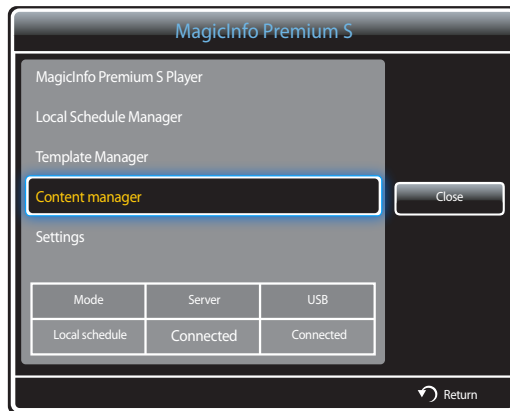 MagicInfo Premium S
MagicInfo Premium S Player
Local Schedule Manager
Template Manager
Content manager
Close
Settings
Mode Server USB
Local schedule Connected Connected
Return